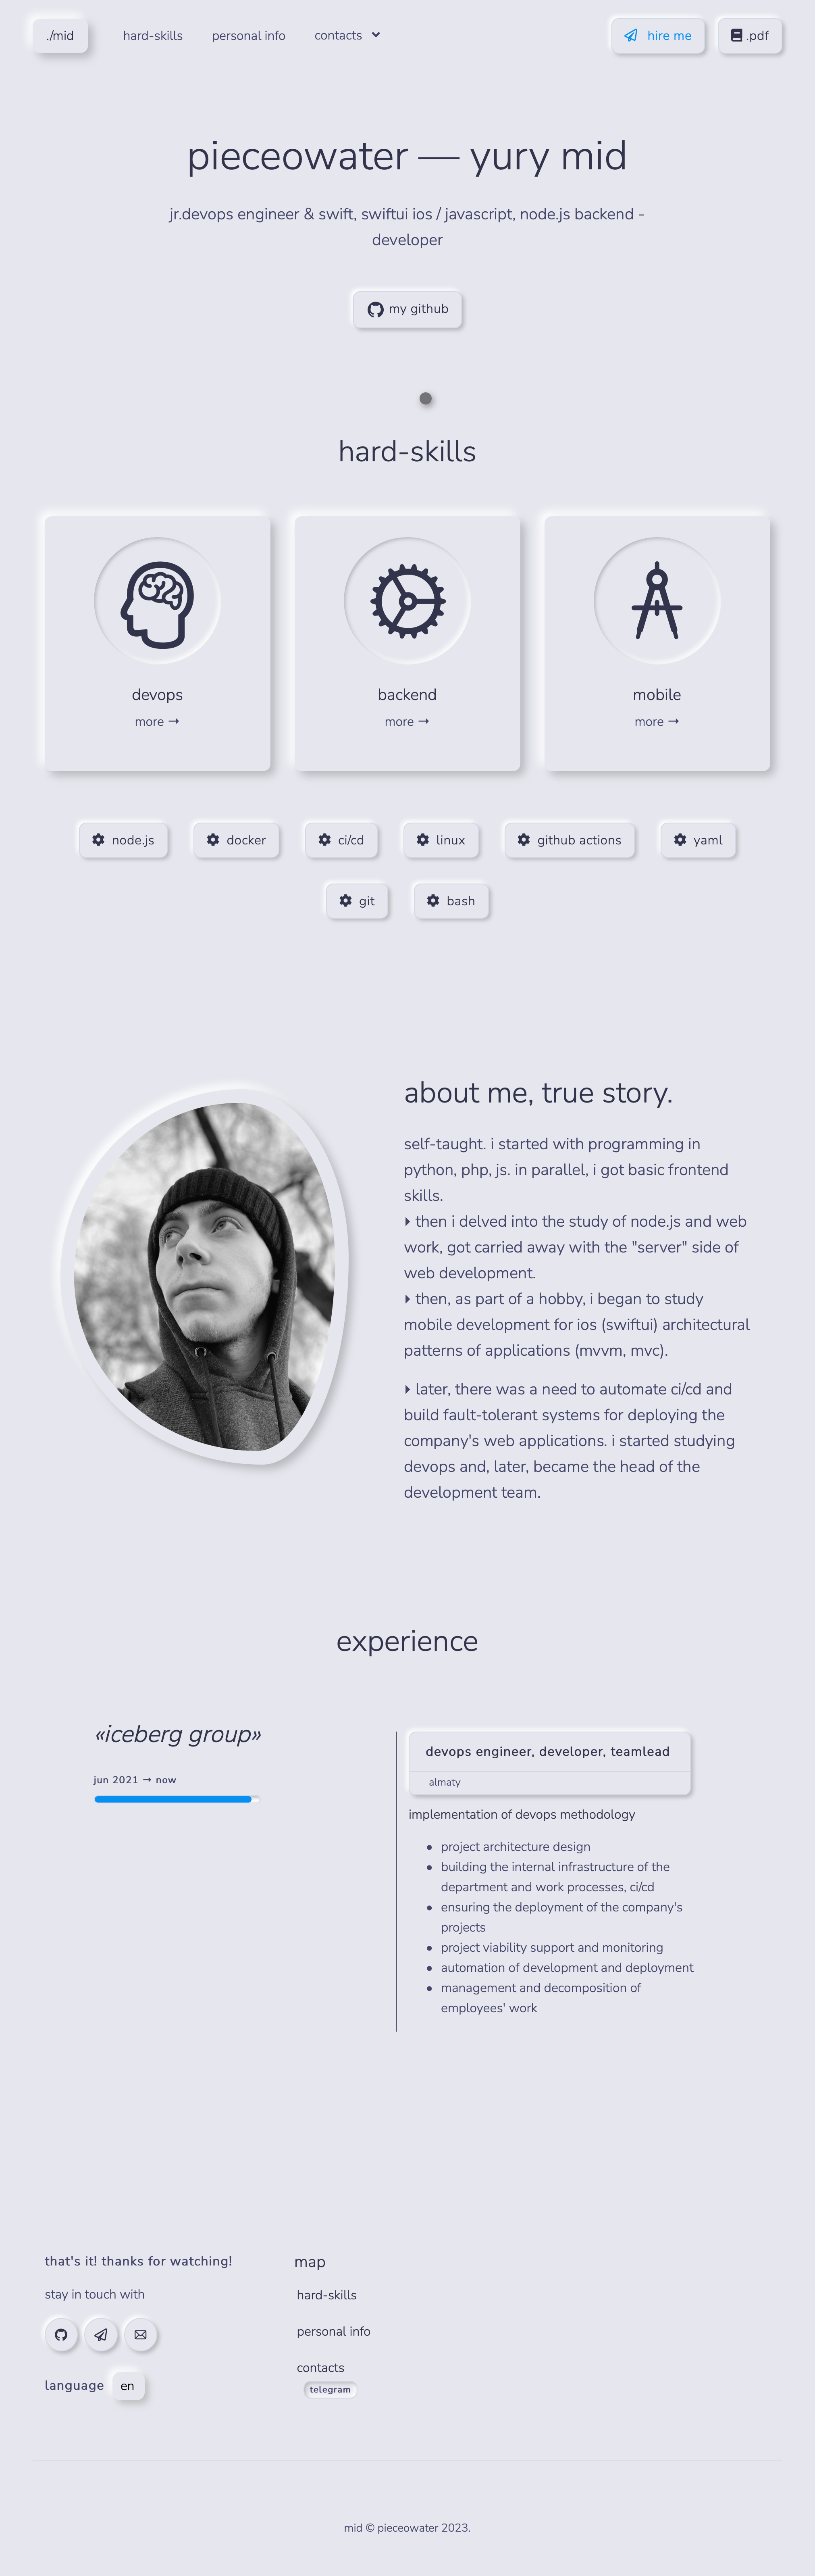 ./mid
hard-skills
personal info
contacts
hire me
.pdf
pieceowater — yury mid
jr.devops engineer & swift, swiftui ios / javascript, node.js backend -
developer
my github
hard-skills
devops
more ➞
backend
more ➞
mobile
more ➞
node.js
docker
ci/cd
linux
github actions
yaml
git
bash
about me, true story.
self-taught. i started with programming in
python, php, js. in parallel, i got basic frontend
skills.
then i delved into the study of node.js and web
work, got carried away with the "server" side of
web development.
then, as part of a hobby, i began to study
mobile development for ios (swiftui) architectural
patterns of applications (mvvm, mvc).
later, there was a need to automate ci/cd and
build fault-tolerant systems for deploying the
company's web applications. i started studying
devops and, later, became the head of the
development team.
experience
«iceberg group»
jun 2021 ➞ now
devops engineer, developer, teamlead
almaty
implementation of devops methodology
• project architecture design
• building the internal infrastructure of the
department and work processes, ci/cd
• ensuring the deployment of the company's
projects
• project viability support and monitoring
• automation of development and deployment
• management and decomposition of
employees' work
that's it! thanks for watching!
stay in touch with
language en
map
hard-skills
personal info
contacts
telegram
mid © pieceowater 2023.